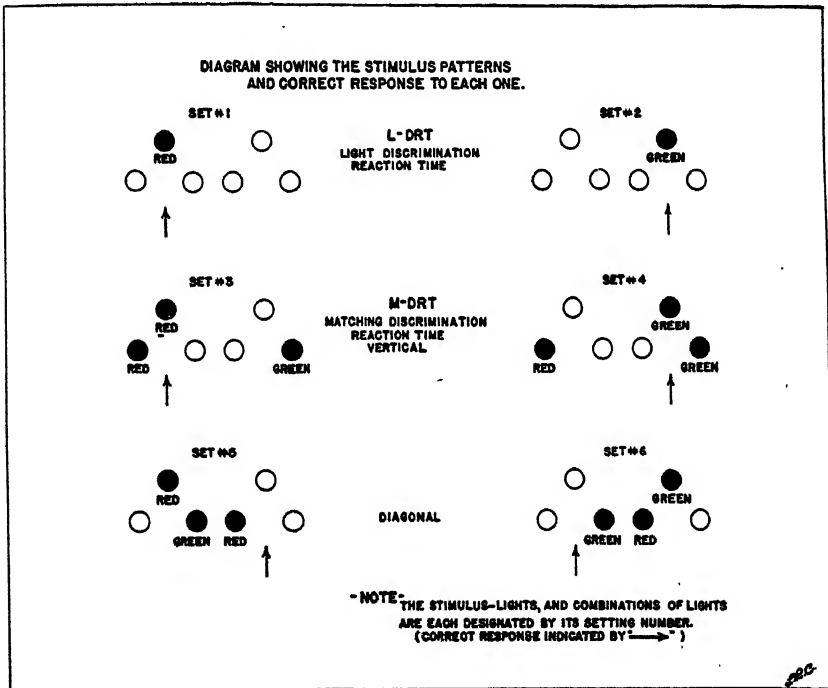 DIAGRAM SHOWING THE STIMULUS PATTERNS
AND CORRECT RESPONSE TO EACH ONE.
SET #1
SET #2
L-DRT
RED
GREEN
LIGHT DISCRIMINATION
REACTION TIME
SET #3
SET #4
M-DRT
RED
GREEN
MATCHING DISCRIMINATION
REACTION TIME
VERTICAL
RED GREEN RED GREEN
SET #5
SET #6
RED
GREEN
DIAGONAL
GREEN RED GREEN RED
-NOTE- THE STIMULUS-LIGHTS, AND COMBINATIONS OF LIGHTS
ARE EACH DESIGNATED BY ITS SETTING NUMBER.
(CORRECT RESPONSE INDICATED BY "⟶" )